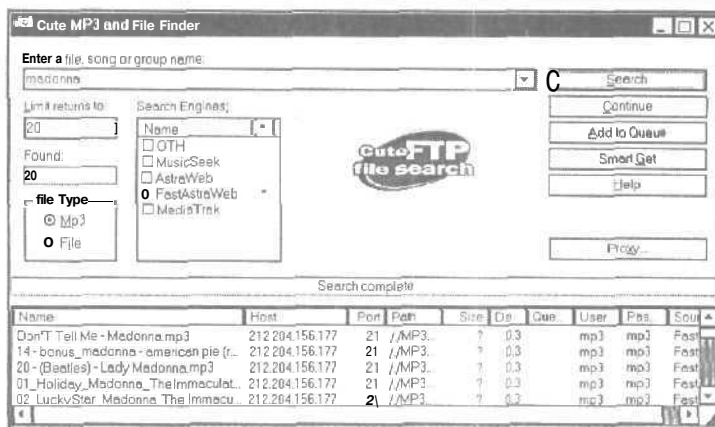 Cute MP3 and File Finder
Enter a file, song or group name:
madonna
Search
Limit returns to:
Search Engines:
Continue
20
Name
Add to Queue
OTH
MusicSeek
Found:
AstraWeb
Smart Get
20
FastAstraWeb
Help
MediaTrak
file Type
Mp3
File
CuteFTP
file search
Proxy...
Search complete
Name Host Port Path Size De Que... User Pas. Sour
Don'T Tell Me - Madonna.mp3 212.204.156.177 21 //MP3... ? 0.3 mp3 mp3 Fast
14 - bonus_madonna - american pie (r... 212.204.156.177 21 //MP3... ? 0.3 mp3 mp3 Fast
20 - (Beatles) - Lady Madonna.mp3 212.204.156.177 21 //MP3... ? 0.3 mp3 mp3 Fast
01_Holiday_Madonna_TheImmaculat... 212.204.156.177 21 //MP3... ? 0.3 mp3 mp3 Fast
02_LuckyStar_Madonna_The Immacu... 212.204.156.177 2\ //MP3... ? 0.3 mp3 mp3 Fast